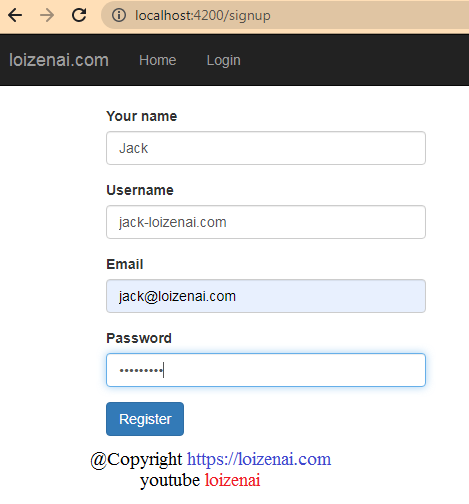 localhost:4200/signup
loizenai.com Home Login
Your name
Jack
Username
jack-loizenai.com
Email
jack@loizenai.com
Password
•••••••••
Register
@Copyright https://loizenai.com
youtube loizenai